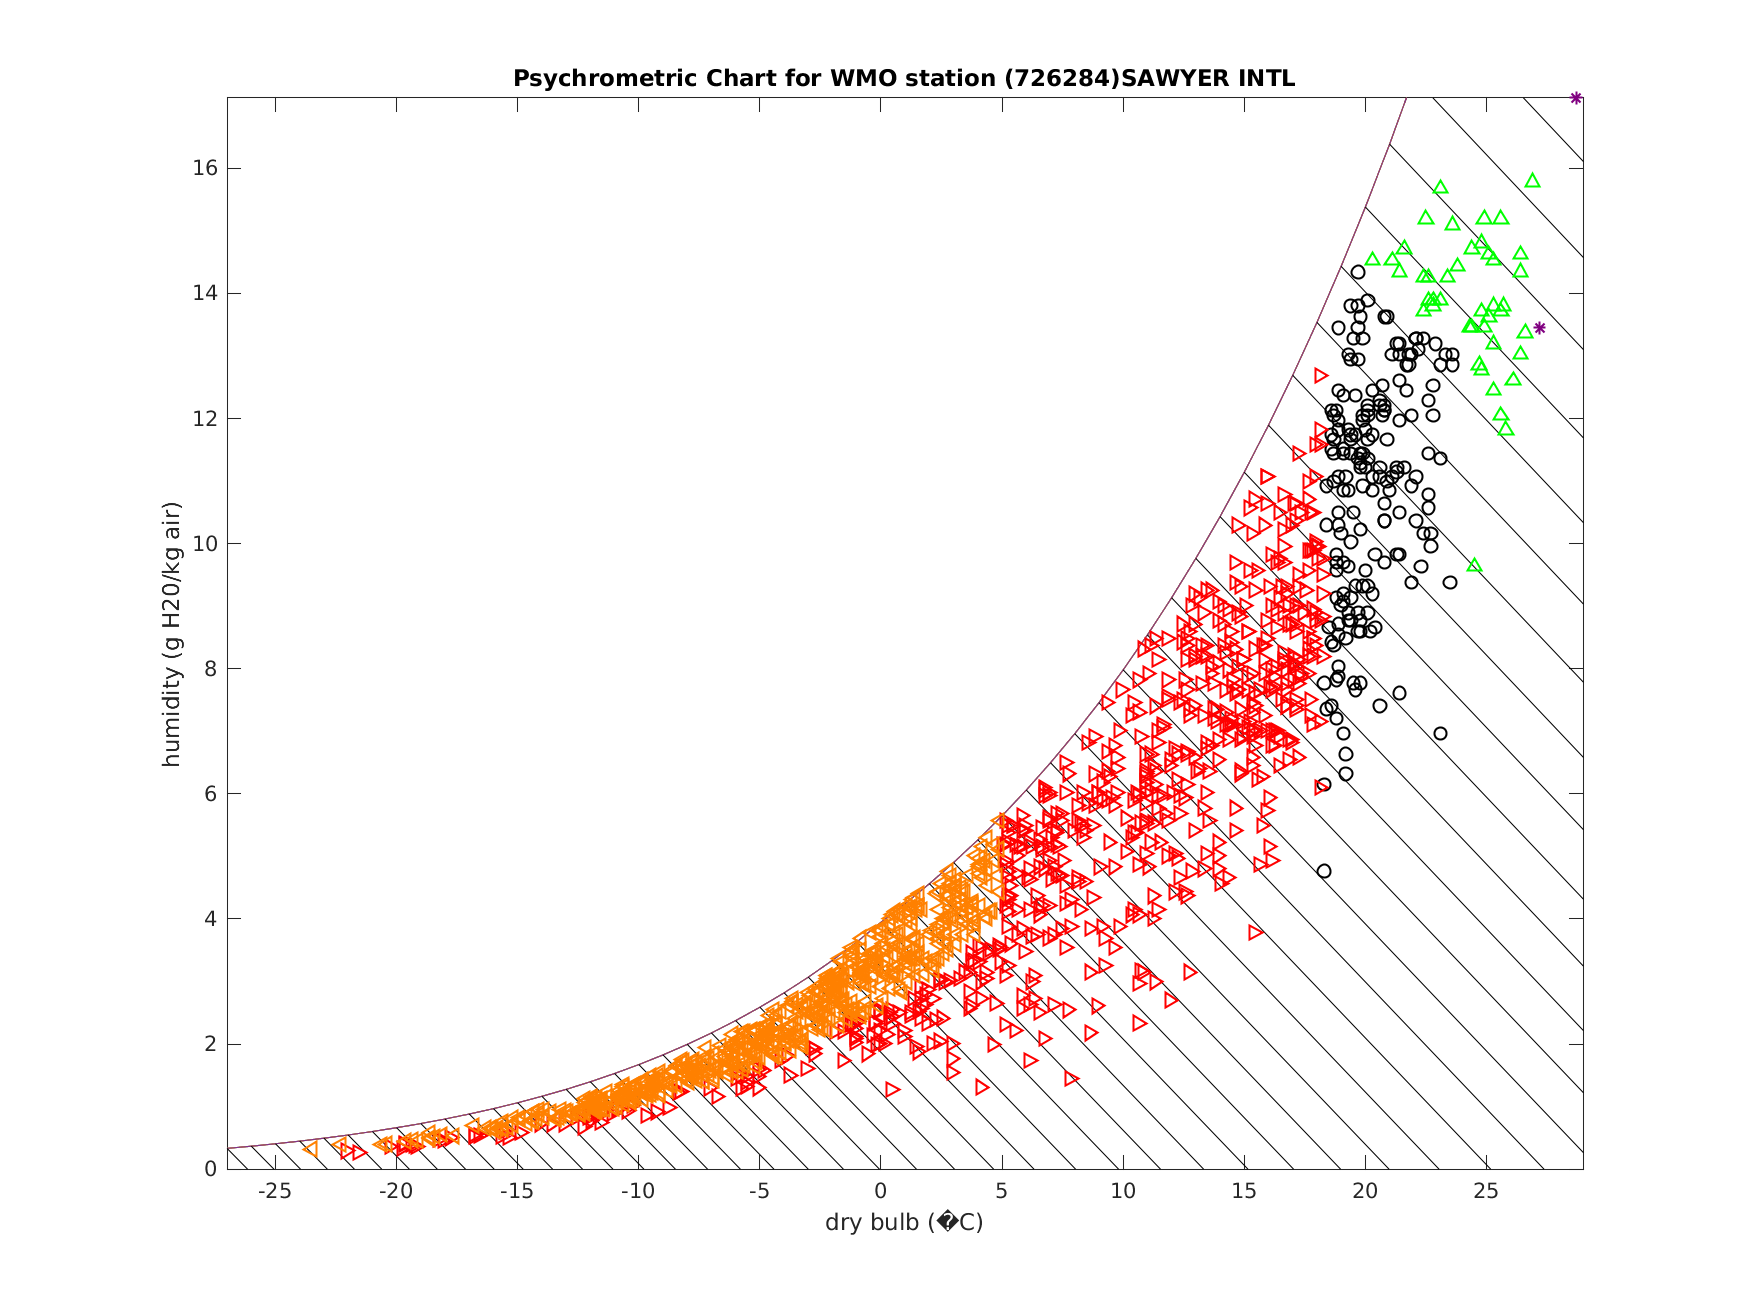 Psychrometric Chart for WMO station (726284)SAWYER INTL
16
14
12
10
8
6
4
2
0
humidity (g H20/kg air)
-25 -20 -15 -10 -5 0 5 10 15 20 25
dry bulb (�C)